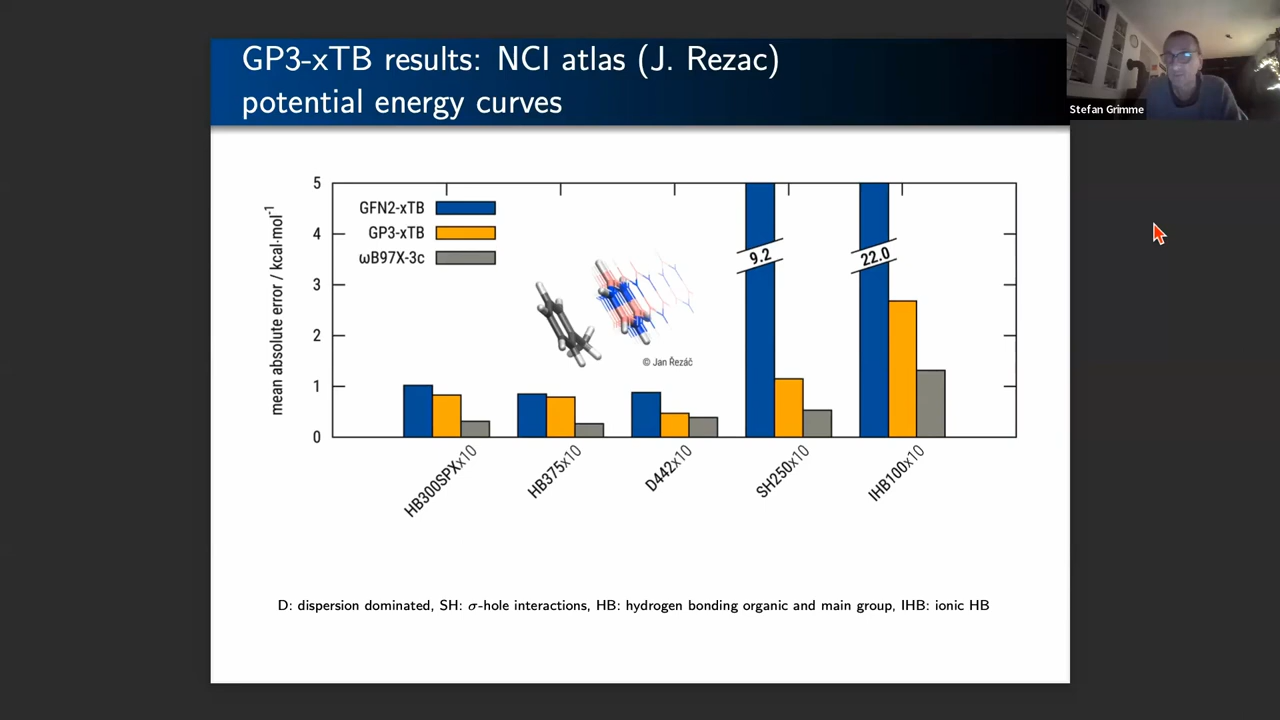 GP3-xTB results: NCI atlas (J. Rezac)
potential energy curves
Stefan Grimme
mean absolute error / kcal·mol⁻¹
5
4
3
2
1
0
GFN2-xTB
GP3-xTB
ωB97X-3c
9.2
22.0
© Jan Řezáč
HB300SPXx10
HB375x10
D442x10
SH250x10
IHB100x10
D: dispersion dominated, SH: σ-hole interactions, HB: hydrogen bonding organic and main group, IHB: ionic HB